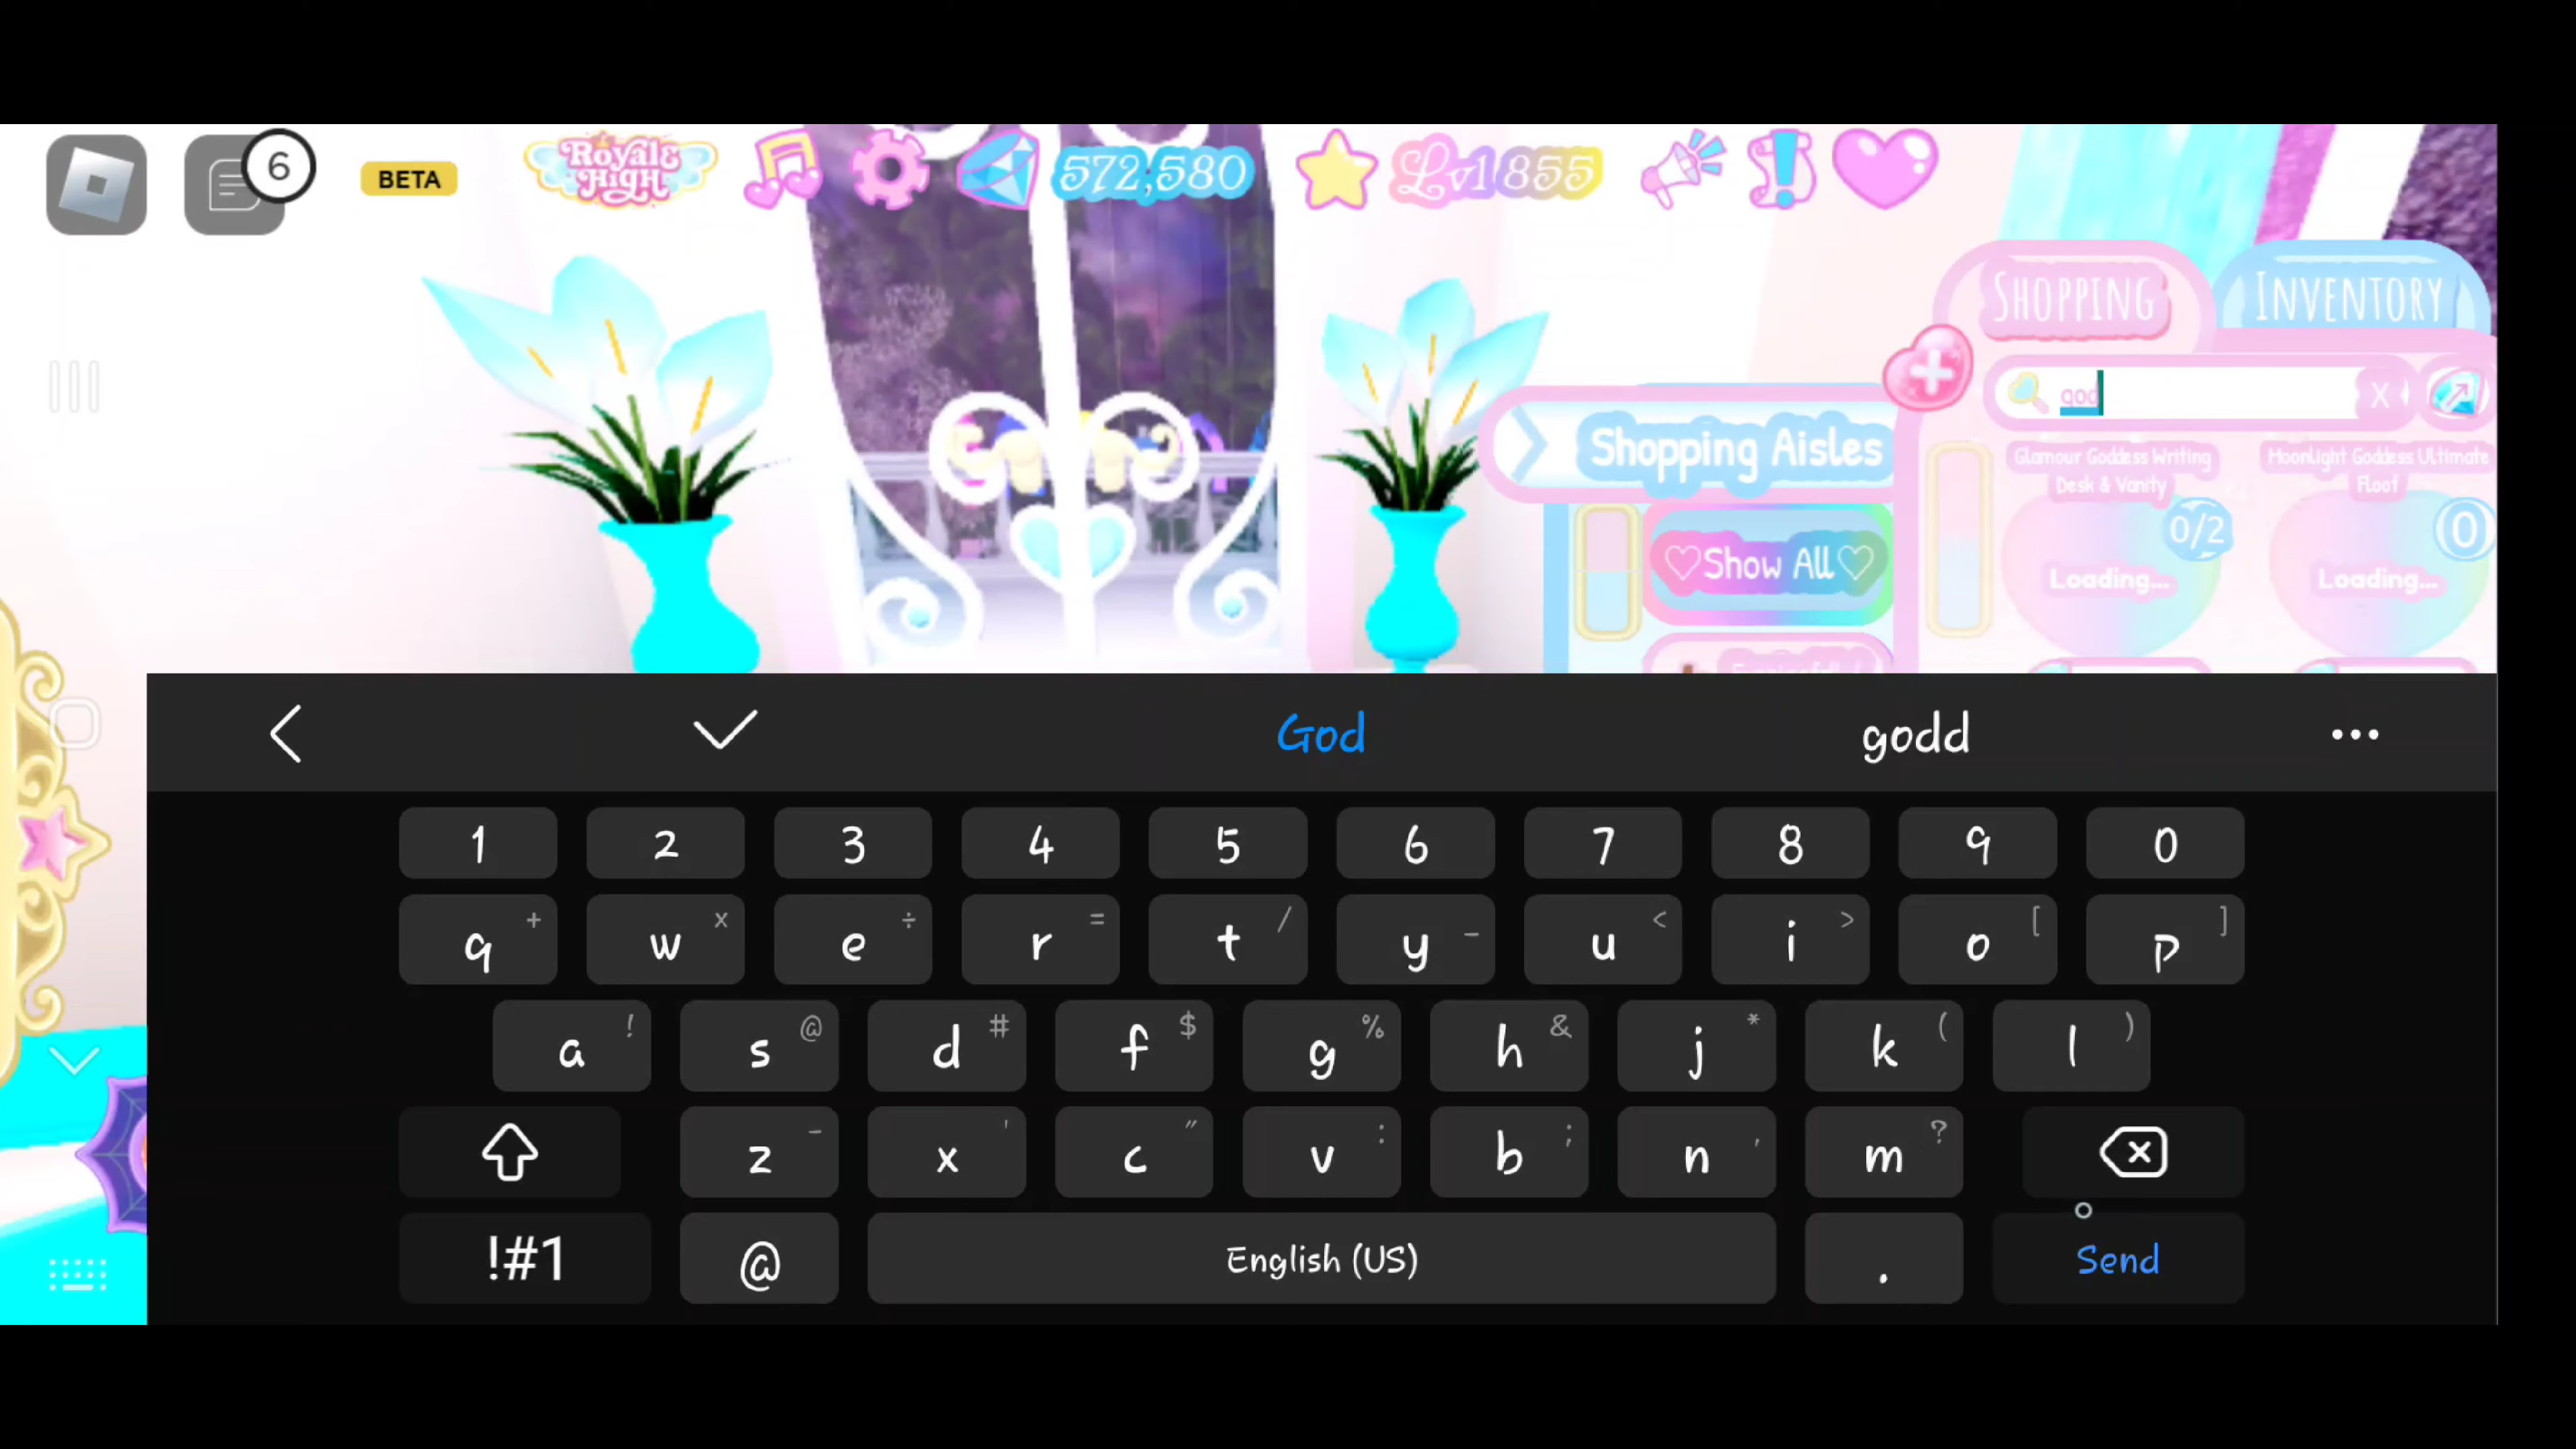 6
BETA
Royale High
572,580
Lv1855
Shopping
Inventory
god
X
Shopping Aisles
Glamour Goddess Writing
Desk & Vanity
Moonlight Goddess Ultimate
Floof
0/2
0
♡Show All♡
Loading...
Loading...
God
godd
...
1 2 3 4 5 6 7 8 9 0
q + w x e ÷ r = t / y _ u < i > o [ p ]
a ! s @ d # f $ g % h & j * k ( l )
z - x ' c " v : b ; n , m ?
!#1 @ English (US) . Send